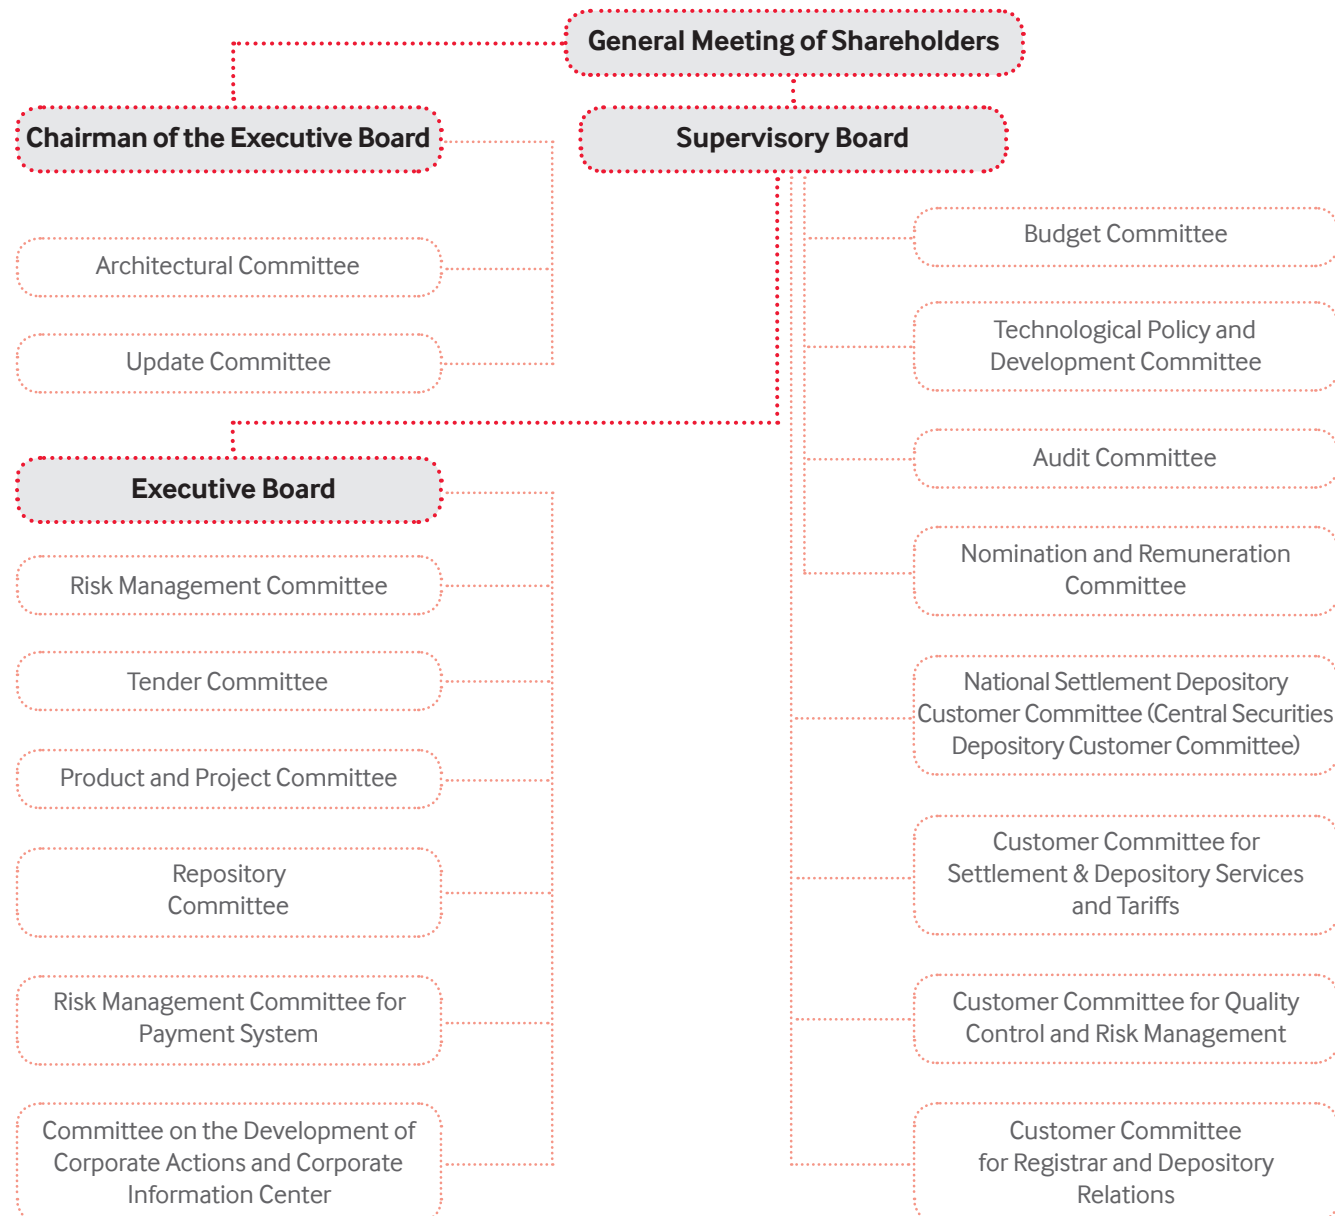 General Meeting of Shareholders
Chairman of the Executive Board
Supervisory Board
Architectural Committee
Update Committee
Executive Board
Risk Management Committee
Tender Committee
Product and Project Committee
Repository
Committee
Risk Management Committee for
Payment System
Committee on the Development of
Corporate Actions and Corporate
Information Center
Budget Committee
Technological Policy and
Development Committee
Audit Committee
Nomination and Remuneration
Committee
National Settlement Depository
Customer Committee (Central Securities
Depository Customer Committee)
Customer Committee for
Settlement & Depository Services
and Tariffs
Customer Committee for Quality
Control and Risk Management
Customer Committee
for Registrar and Depository
Relations